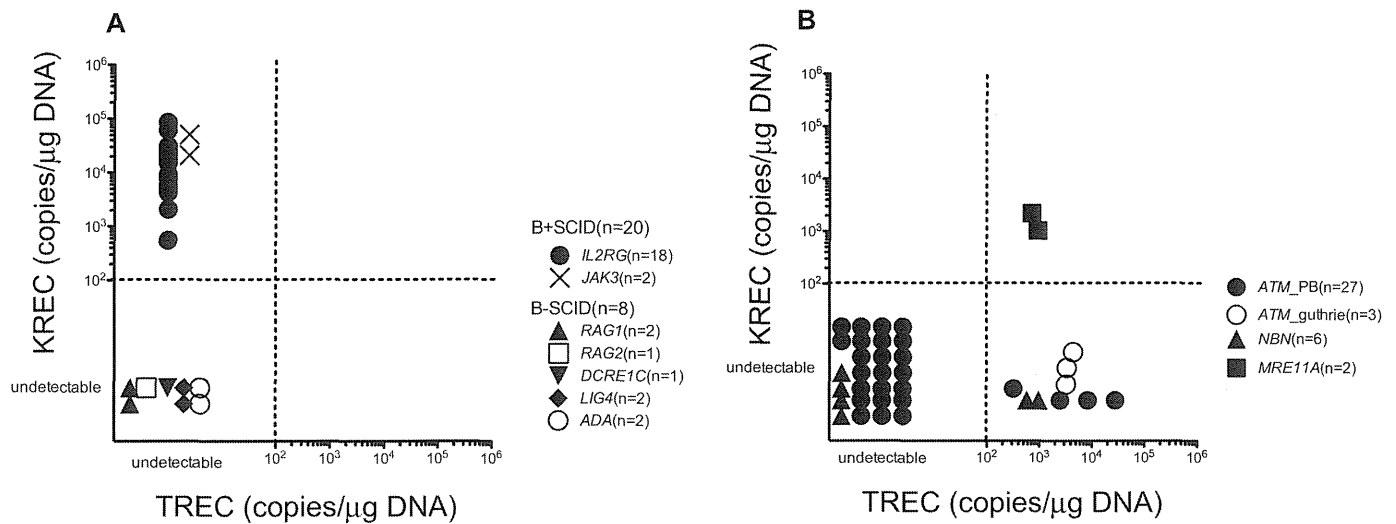 A
KREC (copies/μg DNA)
10⁶
10⁵
10⁴
10³
10²
undetectable
undetectable
10² 10³ 10⁴ 10⁵ 10⁶
TREC (copies/μg DNA)
B+SCID(n=20)
IL2RG(n=18)
JAK3(n=2)
B-SCID(n=8)
RAG1(n=2)
RAG2(n=1)
DCRE1C(n=1)
LIG4(n=2)
ADA(n=2)
B
KREC (copies/μg DNA)
10⁶
10⁵
10⁴
10³
10²
undetectable
undetectable
10² 10³ 10⁴ 10⁵ 10⁶
TREC (copies/μg DNA)
ATM_PB(n=27)
ATM_guthrie(n=3)
NBN(n=6)
MRE11A(n=2)